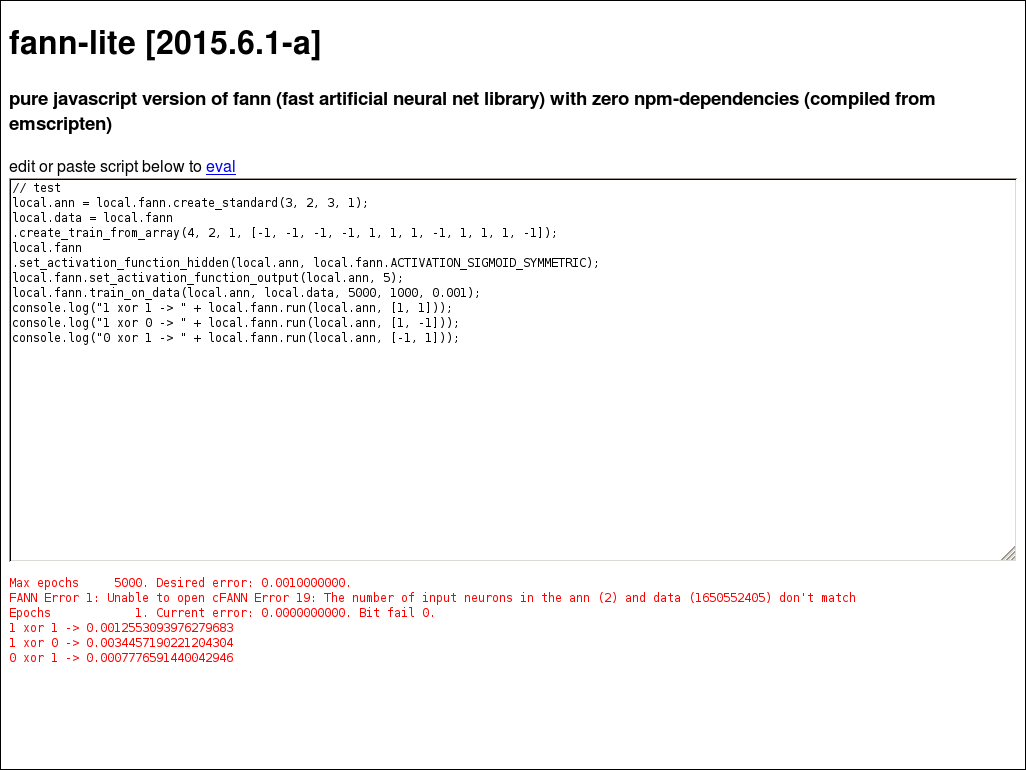 fann-lite [2015.6.1-a]
pure javascript version of fann (fast artificial neural net library) with zero npm-dependencies (compiled from
emscripten)
edit or paste script below to eval
// test
local.ann = local.fann.create_standard(3, 2, 3, 1);
local.data = local.fann
.create_train_from_array(4, 2, 1, [-1, -1, -1, -1, 1, 1, 1, -1, 1, 1, 1, -1]);
local.fann
.set_activation_function_hidden(local.ann, local.fann.ACTIVATION_SIGMOID_SYMMETRIC);
local.fann.set_activation_function_output(local.ann, 5);
local.fann.train_on_data(local.ann, local.data, 5000, 1000, 0.001);
console.log("1 xor 1 -> " + local.fann.run(local.ann, [1, 1]));
console.log("1 xor 0 -> " + local.fann.run(local.ann, [1, -1]));
console.log("0 xor 1 -> " + local.fann.run(local.ann, [-1, 1]));
Max epochs     5000. Desired error: 0.0010000000.
FANN Error 1: Unable to open cFANN Error 19: The number of input neurons in the ann (2) and data (1650552405) don't match
Epochs            1. Current error: 0.0000000000. Bit fail 0.
1 xor 1 -> 0.0012553093976279683
1 xor 0 -> 0.0034457190221204304
0 xor 1 -> 0.0007776591440042946